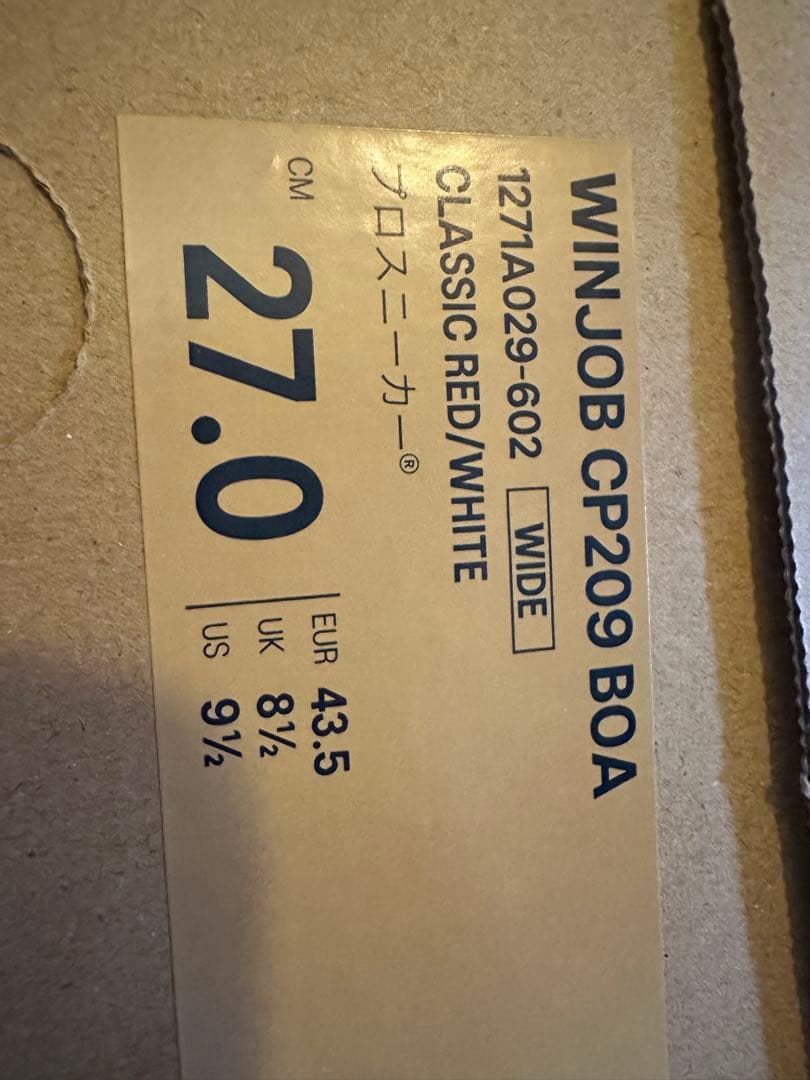 WINJOB CP209 BOA
1271A029-602 WIDE
CLASSIC RED/WHITE
プロスニーカー®
CM 27.0
EUR 43.5
UK 8½
US 9½